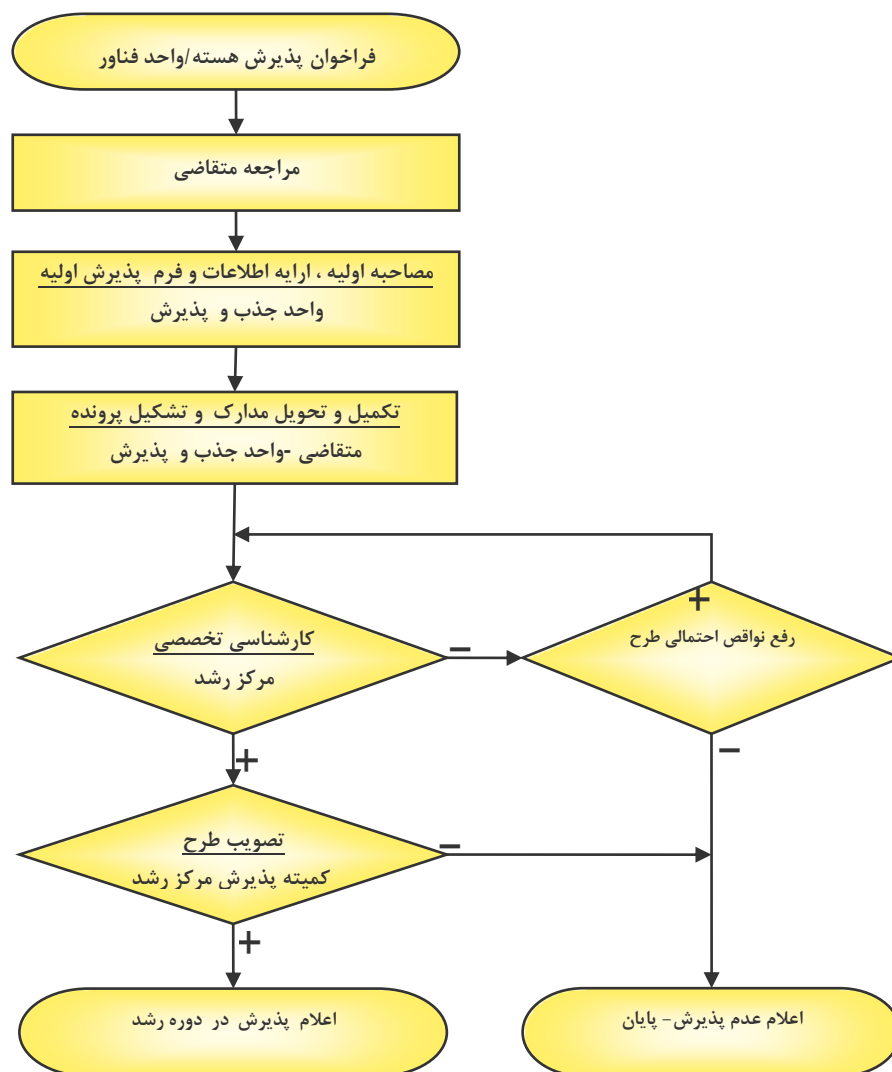 فراخوان پذیرش هسته/واحد فناور
مراجعه متقاضی
مصاحبه اولیه ، ارایه اطلاعات و فرم پذیرش اولیه
واحد جذب و پذیرش
تکمیل و تحویل مدارک و تشکیل پرونده
متقاضی -واحد جذب و پذیرش
کارشناسی تخصصی
مرکز رشد
–
رفع نواقص احتمالی طرح
+
–
+
تصویب طرح
کمیته پذیرش مرکز رشد
–
+
اعلام پذیرش در دوره رشد
اعلام عدم پذیرش – پایان